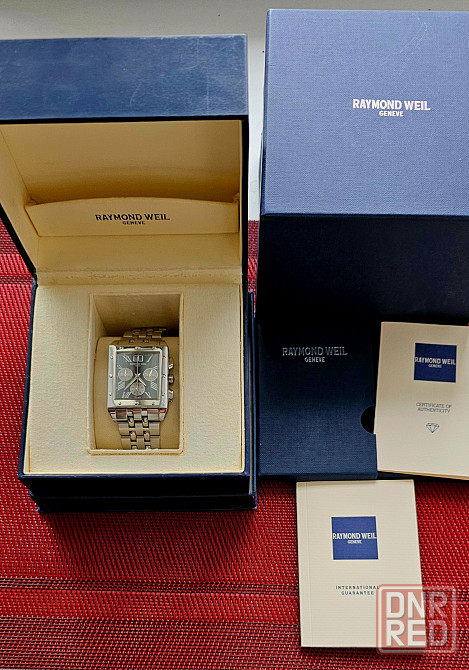 RAYMOND WEIL
GENEVE
RAYMOND WEIL
GENEVE
RAYMOND WEIL
GENEVE
RAYMOND WEIL
GENEVE
CERTIFICATE OF
AUTHENTICITY
RAYMOND WEIL
GENEVE
INTERNATIONAL
GUARANTEE
DNR
RED